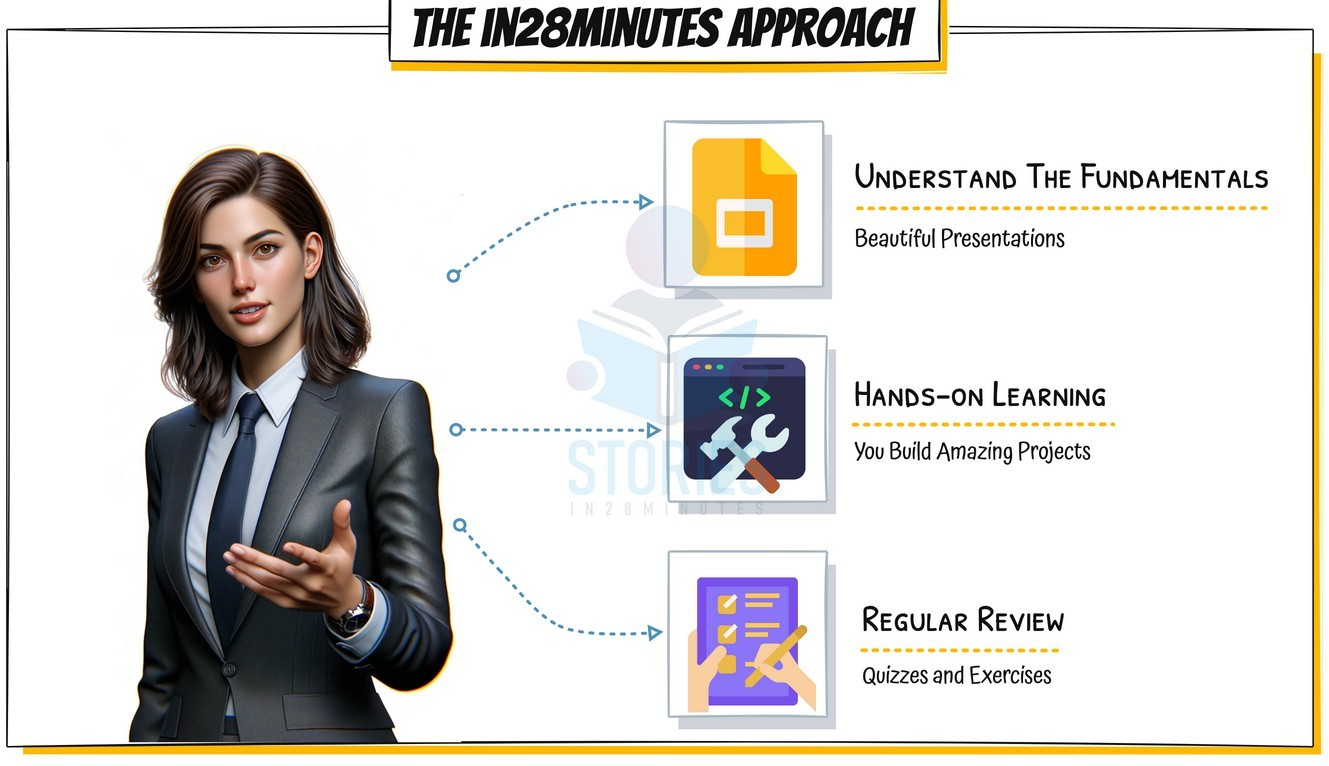 THE IN28MINUTES APPROACH
UNDERSTAND THE FUNDAMENTALS
Beautiful Presentations
</>
HANDS-ON LEARNING
You Build Amazing Projects
STORIES
IN28MINUTES
REGULAR REVIEW
Quizzes and Exercises